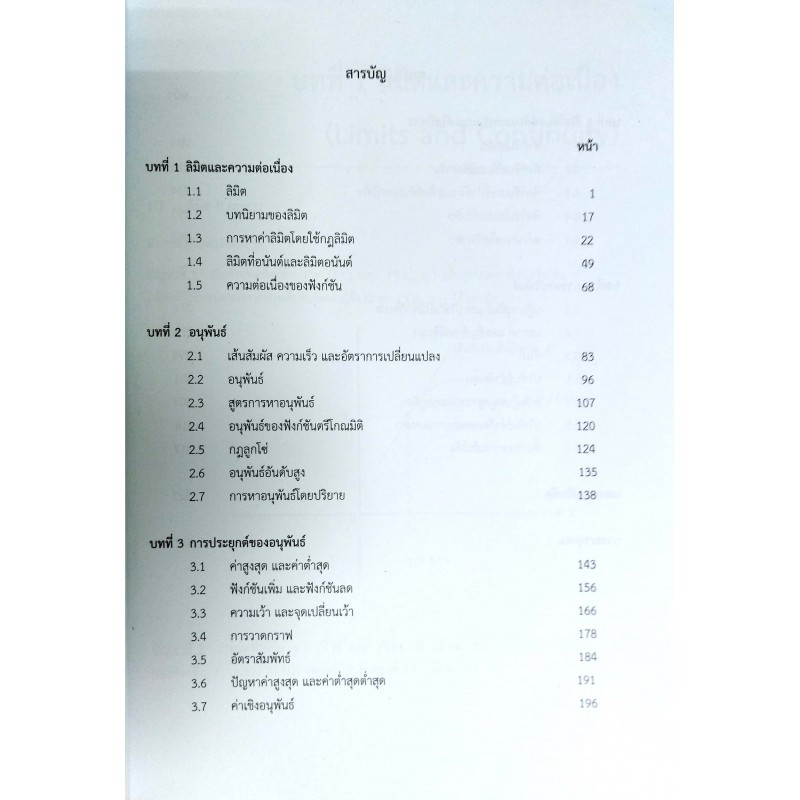 สารบัญ
หน้า
บทที่ 1 ลิมิตและความต่อเนื่อง
1.1 ลิมิต 1
1.2 บทนิยามของลิมิต 17
1.3 การหาค่าลิมิตโดยใช้กฎลิมิต 22
1.4 ลิมิตที่อนันต์และลิมิตอนันต์ 49
1.5 ความต่อเนื่องของฟังก์ชัน 68
บทที่ 2 อนุพันธ์
2.1 เส้นสัมผัส ความเร็ว และอัตราการเปลี่ยนแปลง 83
2.2 อนุพันธ์ 96
2.3 สูตรการหาอนุพันธ์ 107
2.4 อนุพันธ์ของฟังก์ชันตรีโกณมิติ 120
2.5 กฎลูกโซ่ 124
2.6 อนุพันธ์อันดับสูง 135
2.7 การหาอนุพันธ์โดยปริยาย 138
บทที่ 3 การประยุกต์ของอนุพันธ์
3.1 ค่าสูงสุด และค่าต่ำสุด 143
3.2 ฟังก์ชันเพิ่ม และฟังก์ชันลด 156
3.3 ความเว้า และจุดเปลี่ยนเว้า 166
3.4 การวาดกราฟ 178
3.5 อัตราสัมพัทธ์ 184
3.6 ปัญหาค่าสูงสุด และค่าต่ำสุดต่ำสุด 191
3.7 ค่าเชิงอนุพันธ์ 196